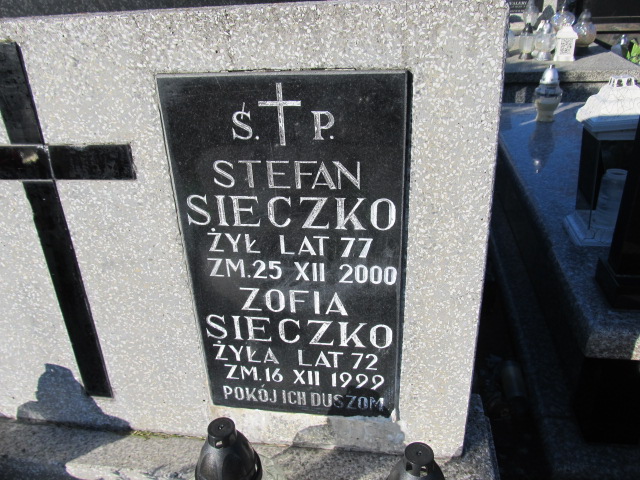 Ś. P.
STEFAN
SIECZKO
ŻYŁ LAT 77
ZM. 25 XII 2000
ZOFIA
SIECZKO
ŻYŁA LAT 72
ZM. 16 XII 1999
POKÓJ ICH DUSZOM